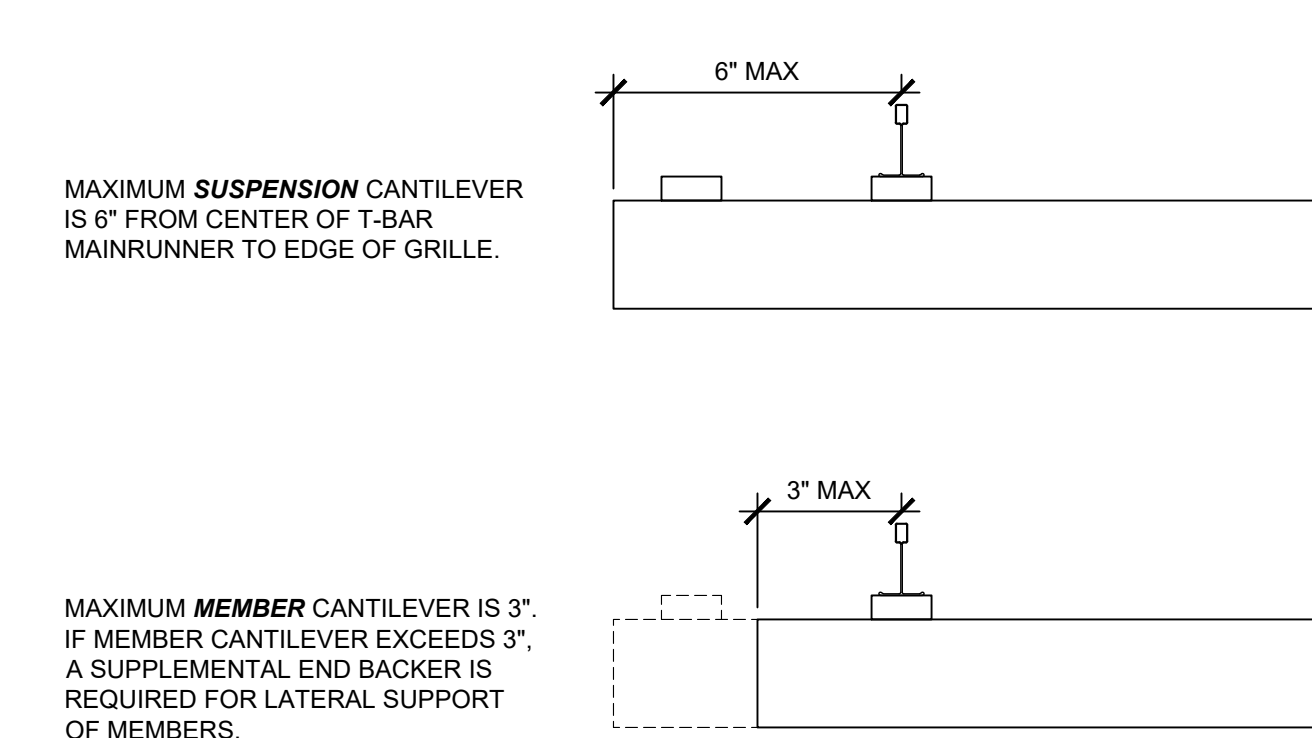 6" MAX
MAXIMUM SUSPENSION CANTILEVER
IS 6" FROM CENTER OF T-BAR
MAINRUNNER TO EDGE OF GRILLE.
3" MAX
MAXIMUM MEMBER CANTILEVER IS 3".
IF MEMBER CANTILEVER EXCEEDS 3",
A SUPPLEMENTAL END BACKER IS
REQUIRED FOR LATERAL SUPPORT
OF MEMBERS.